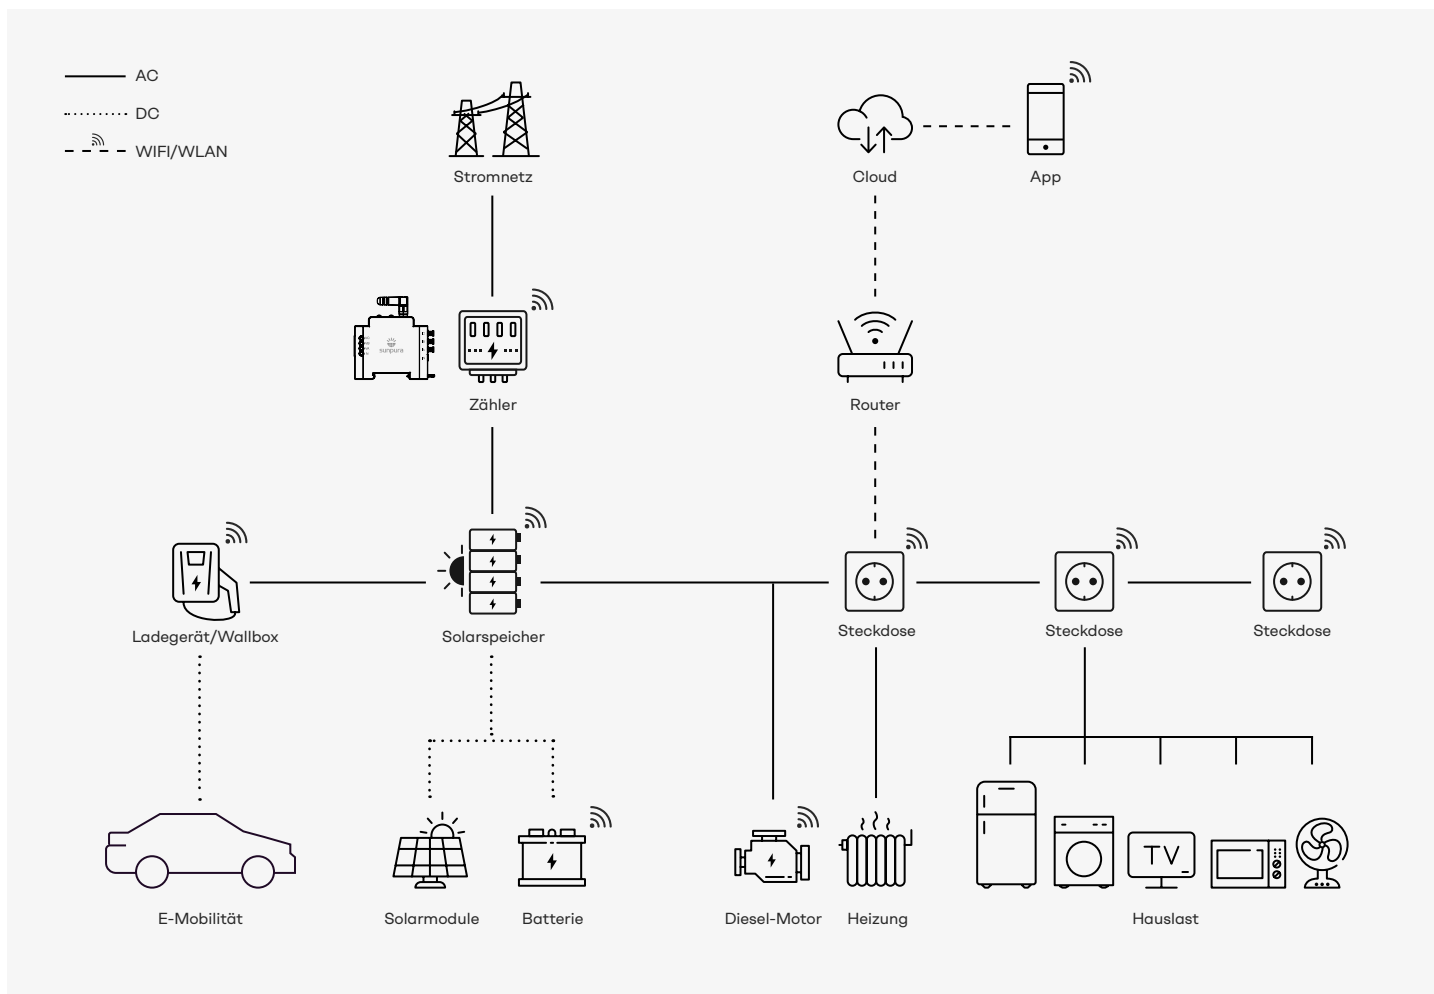 AC
DC
WIFI/WLAN
Stromnetz
Cloud
App
sunpura
Zähler
Router
Ladegerät/Wallbox
Solarspeicher
Steckdose
Steckdose
Steckdose
TV
E-Mobilität
Solarmodule
Batterie
Diesel-Motor
Heizung
Hauslast